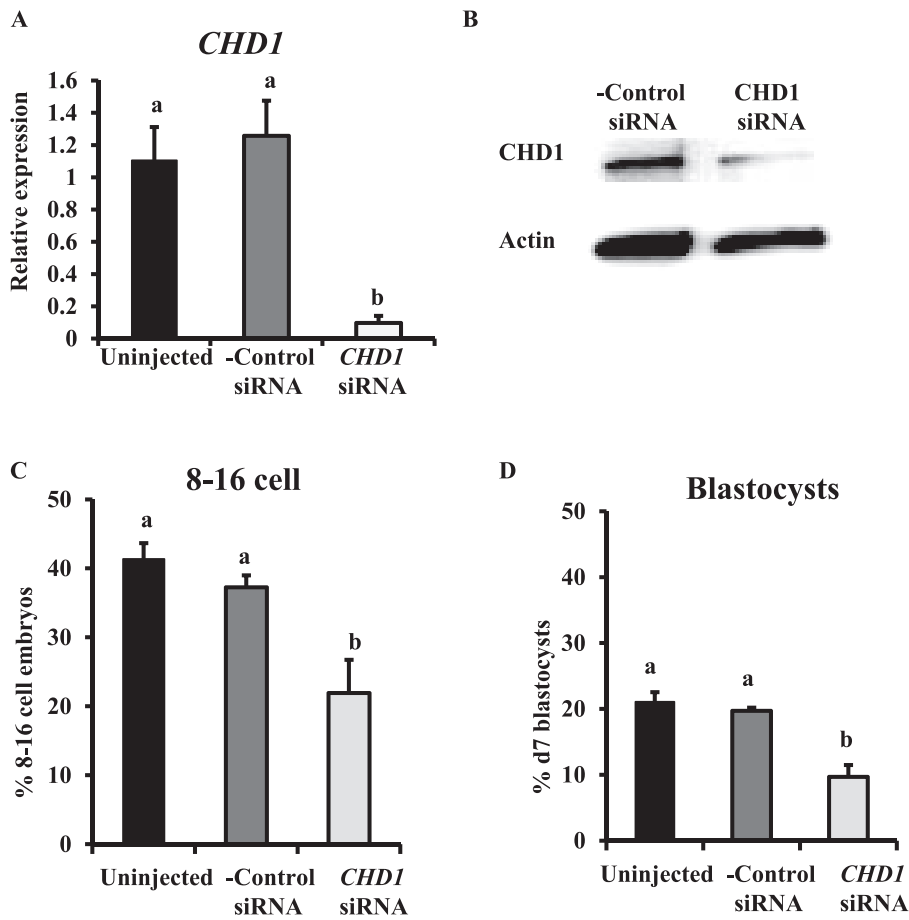 A
CHD1
Relative expression
1.6
1.4
1.2
1
0.8
0.6
0.4
0.2
0
a
a
b
Uninjected
-Control
siRNA
CHD1
siRNA
B
-Control
siRNA
CHD1
siRNA
CHD1
Actin
C
8-16 cell
% 8-16 cell embryos
50
40
30
20
10
0
a
a
b
Uninjected
-Control
siRNA
CHD1
siRNA
D
Blastocysts
% d7 blastocysts
50
40
30
20
10
0
a
a
b
Uninjected
-Control
siRNA
CHD1
siRNA